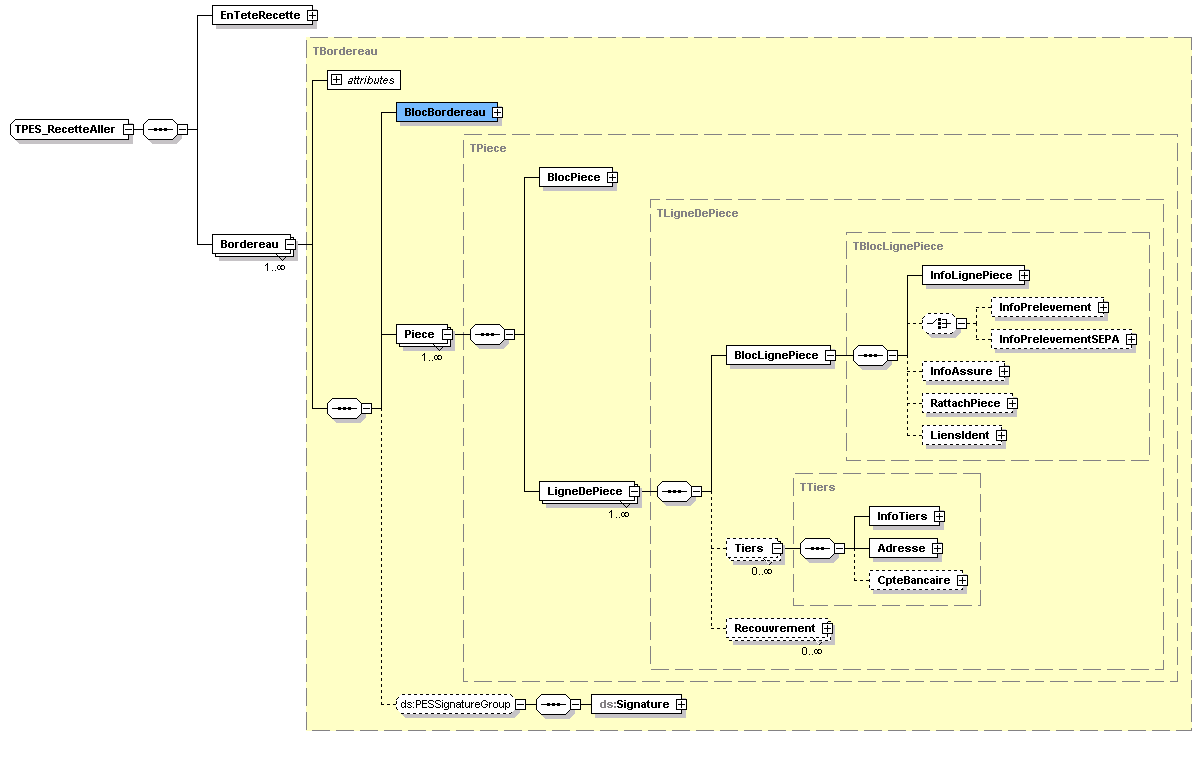 EnTeteRecette
TBordereau
attributes
BlocBordereau
TPES_RecetteAller
TPiece
BlocPiece
TLigneDePiece
Bordereau
1..∞
TBlocLignePiece
InfoLignePiece
InfoPrelevement
Piece
1..∞
InfoPrelevementSEPA
BlocLignePiece
InfoAssure
RattachPiece
LiensIdent
LigneDePiece
1..∞
TTiers
InfoTiers
Tiers
0..∞
Adresse
CpteBancaire
Recouvrement
0..∞
ds:PESSignatureGroup
ds:Signature